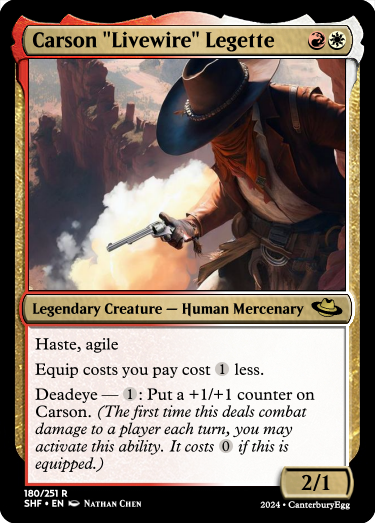 Carson "Livewire" Legette
Legendary Creature — Human Mercenary
Haste, agile
Equip costs you pay cost 1 less.
Deadeye — 1: Put a +1/+1 counter on
Carson. (The first time this deals combat
damage to a player each turn, you may
activate this ability. It costs 0 if this is
equipped.)
2/1
180/251 R
SHF • EN Nathan Chen
2024 • CanterburyEgg